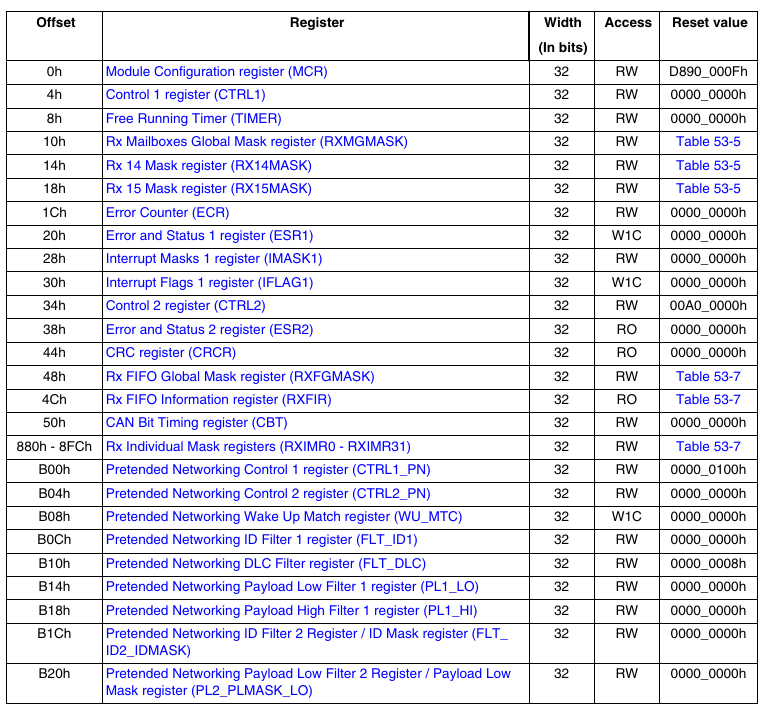 Offset Register Width Access Reset value
(In bits)
0h Module Configuration register (MCR) 32 RW D890_000Fh
4h Control 1 register (CTRL1) 32 RW 0000_0000h
8h Free Running Timer (TIMER) 32 RW 0000_0000h
10h Rx Mailboxes Global Mask register (RXMGMASK) 32 RW Table 53-5
14h Rx 14 Mask register (RX14MASK) 32 RW Table 53-5
18h Rx 15 Mask register (RX15MASK) 32 RW Table 53-5
1Ch Error Counter (ECR) 32 RW 0000_0000h
20h Error and Status 1 register (ESR1) 32 W1C 0000_0000h
28h Interrupt Masks 1 register (IMASK1) 32 RW 0000_0000h
30h Interrupt Flags 1 register (IFLAG1) 32 W1C 0000_0000h
34h Control 2 register (CTRL2) 32 RW 00A0_0000h
38h Error and Status 2 register (ESR2) 32 RO 0000_0000h
44h CRC register (CRCR) 32 RO 0000_0000h
48h Rx FIFO Global Mask register (RXFGMASK) 32 RW Table 53-7
4Ch Rx FIFO Information register (RXFIR) 32 RO Table 53-7
50h CAN Bit Timing register (CBT) 32 RW 0000_0000h
880h - 8FCh Rx Individual Mask registers (RXIMR0 - RXIMR31) 32 RW Table 53-7
B00h Pretended Networking Control 1 register (CTRL1_PN) 32 RW 0000_0100h
B04h Pretended Networking Control 2 register (CTRL2_PN) 32 RW 0000_0000h
B08h Pretended Networking Wake Up Match register (WU_MTC) 32 W1C 0000_0000h
B0Ch Pretended Networking ID Filter 1 register (FLT_ID1) 32 RW 0000_0000h
B10h Pretended Networking DLC Filter register (FLT_DLC) 32 RW 0000_0008h
B14h Pretended Networking Payload Low Filter 1 register (PL1_LO) 32 RW 0000_0000h
B18h Pretended Networking Payload High Filter 1 register (PL1_HI) 32 RW 0000_0000h
B1Ch Pretended Networking ID Filter 2 Register / ID Mask register (FLT_ 32 RW 0000_0000h
ID2_IDMASK)
B20h Pretended Networking Payload Low Filter 2 Register / Payload Low 32 RW 0000_0000h
Mask register (PL2_PLMASK_LO)